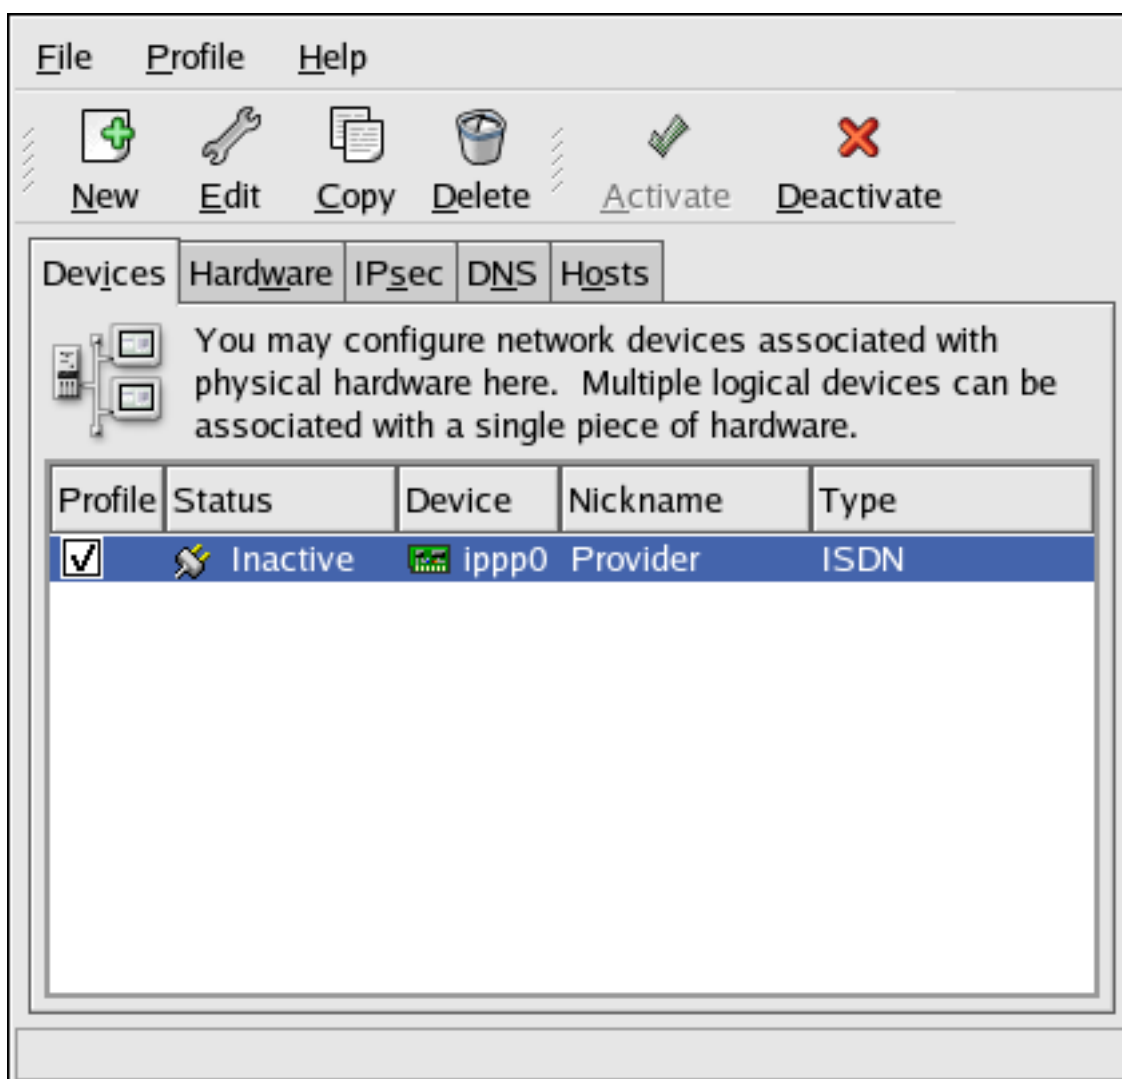 File Profile Help
New Edit Copy Delete Activate Deactivate
Devices Hardware IPsec DNS Hosts
You may configure network devices associated with
physical hardware here. Multiple logical devices can be
associated with a single piece of hardware.
Profile Status Device Nickname Type
Inactive ippp0 Provider ISDN